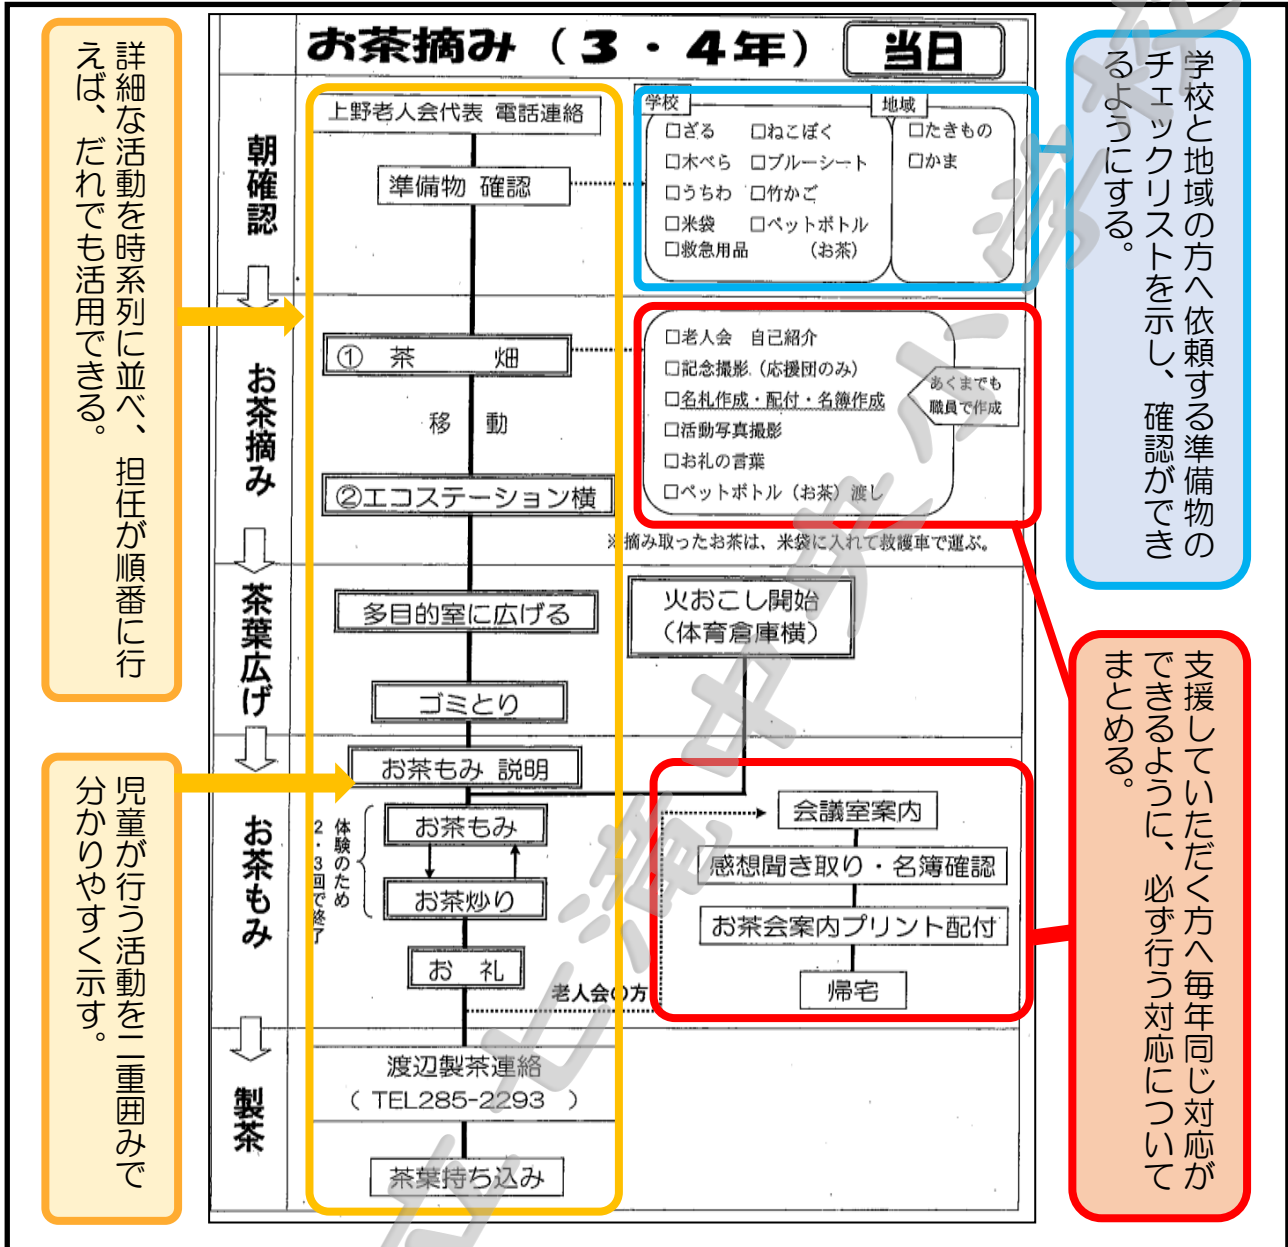 お茶摘み（３・４年）
当日
朝確認
お茶摘み
茶葉広げ
お茶もみ
製茶
上野老人会代表 電話連絡
準備物 確認
学校
□ざる □ねこぼく
□木べら □ブルーシート
□うちわ □竹かご
□米袋 □ペットボトル
□救急用品 （お茶）
地域
□たきもの
□かま
① 茶 畑
移 動
②エコステーション横
□老人会 自己紹介
□記念撮影（応援団のみ）
□名札作成・配付・名簿作成
□活動写真撮影
□お礼の言葉
□ペットボトル（お茶）渡し
あくまでも
職員で作成
※摘み取ったお茶は、米袋に入れて救護車で運ぶ。
多目的室に広げる
ゴミとり
火おこし開始
（体育倉庫横）
お茶もみ 説明
お茶もみ
お茶炒り
体験のため
２・３回で終了
お 礼
老人会の方
会議室案内
感想聞き取り・名簿確認
お茶会案内プリント配付
帰宅
渡辺製茶連絡
（ TEL285-2293 ）
茶葉持ち込み
詳細な活動を時系列に並べ、担任が順番に行
えば、だれでも活用できる。
児童が行う活動を二重囲みで
分かりやすく示す。
学校と地域の方へ依頼する準備物の
チェックリストを示し、確認ができ
るようにする。
支援していただく方へ毎年同じ対応が
できるように、必ず行う対応について
まとめる。
立七滝中央小学校